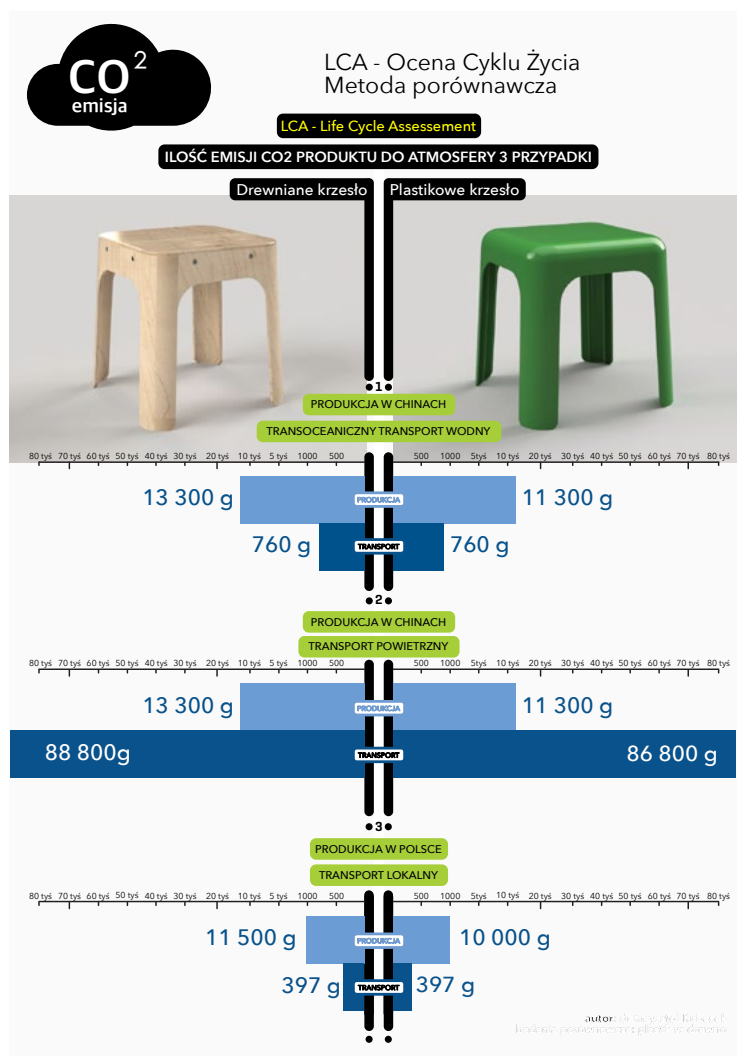 CO2
emisja
LCA - Ocena Cyklu Życia
Metoda porównawcza
LCA - Life Cycle Assessement
ILOŚĆ EMISJI CO2 PRODUKTU DO ATMOSFERY 3 PRZYPADKI
Drewniane krzesło
Plastikowe krzesło
1
PRODUKCJA W CHINACH
TRANSOCEANICZNY TRANSPORT WODNY
80 tyś 70 tyś 60 tyś 50 tyś 40 tyś 30 tyś 20 tyś 10 tyś 5 tyś 1000 500 500 1000 5tyś 10 tyś 20 tyś 30 tyś 40 tyś 50 tyś 60 tyś 70 tyś 80 tyś
13 300 g PRODUKCJA 11 300 g
760 g TRANSPORT 760 g
2
PRODUKCJA W CHINACH
TRANSPORT POWIETRZNY
80 tyś 70 tyś 60 tyś 50 tyś 40 tyś 30 tyś 20 tyś 10 tyś 5 tyś 1000 500 500 1000 5tyś 10 tyś 20 tyś 30 tyś 40 tyś 50 tyś 60 tyś 70 tyś 80 tyś
13 300 g PRODUKCJA 11 300 g
88 800g TRANSPORT 86 800 g
3
PRODUKCJA W POLSCE
TRANSPORT LOKALNY
80 tyś 70 tyś 60 tyś 50 tyś 40 tyś 30 tyś 20 tyś 10 tyś 5 tyś 1000 500 500 1000 5tyś 10 tyś 20 tyś 30 tyś 40 tyś 50 tyś 60 tyś 70 tyś 80 tyś
11 500 g PRODUKCJA 10 000 g
397 g TRANSPORT 397 g
autor